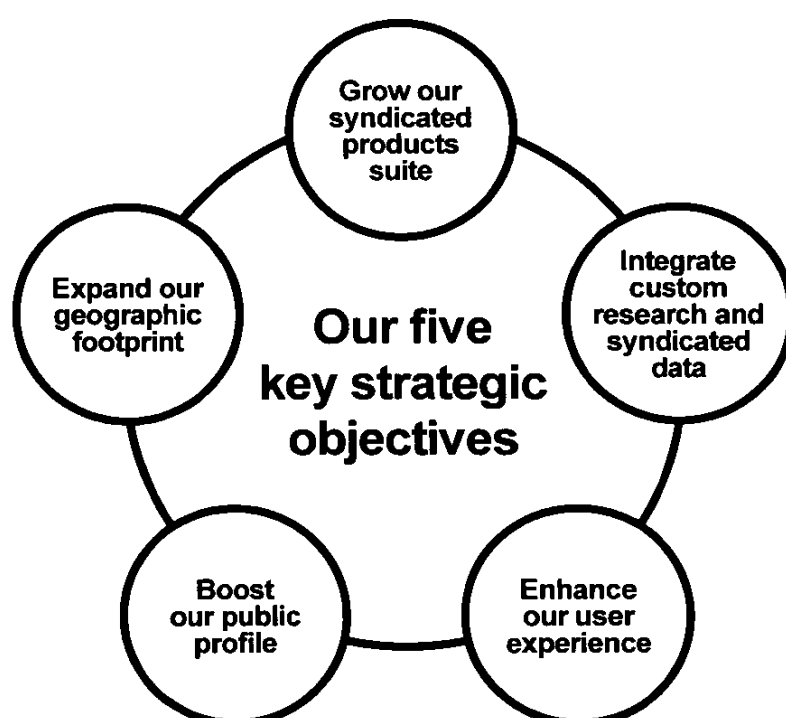 Grow our
syndicated
products
suite
Integrate
custom
research and
syndicated
data
Expand our
geographic
footprint
Our five
key strategic
objectives
Boost
our public
profile
Enhance
our user
experience